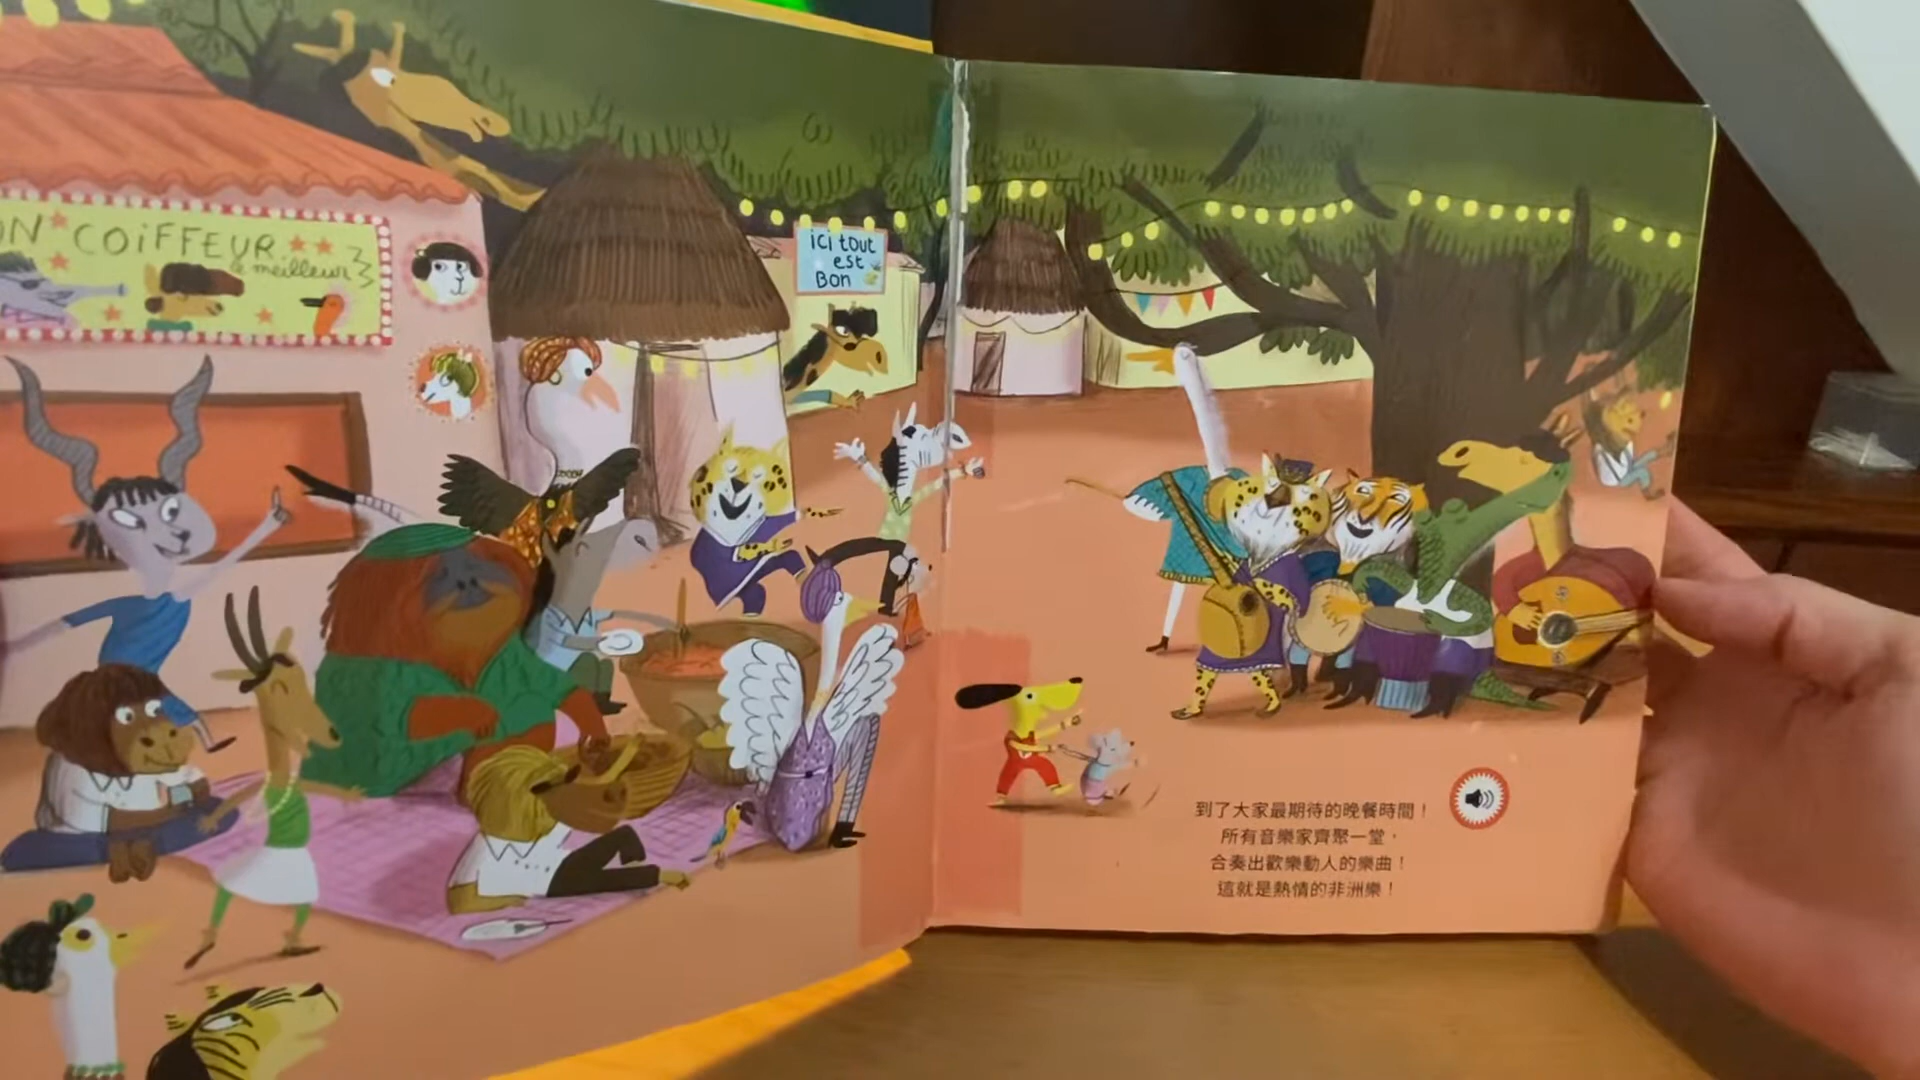 ON COIFFEUR
le meilleur
ici tout
est
Bon
到了大家最期待的晚餐時間！
所有音樂家齊聚一堂，
合奏出歡樂動人的樂曲！
這就是熱情的非洲樂！